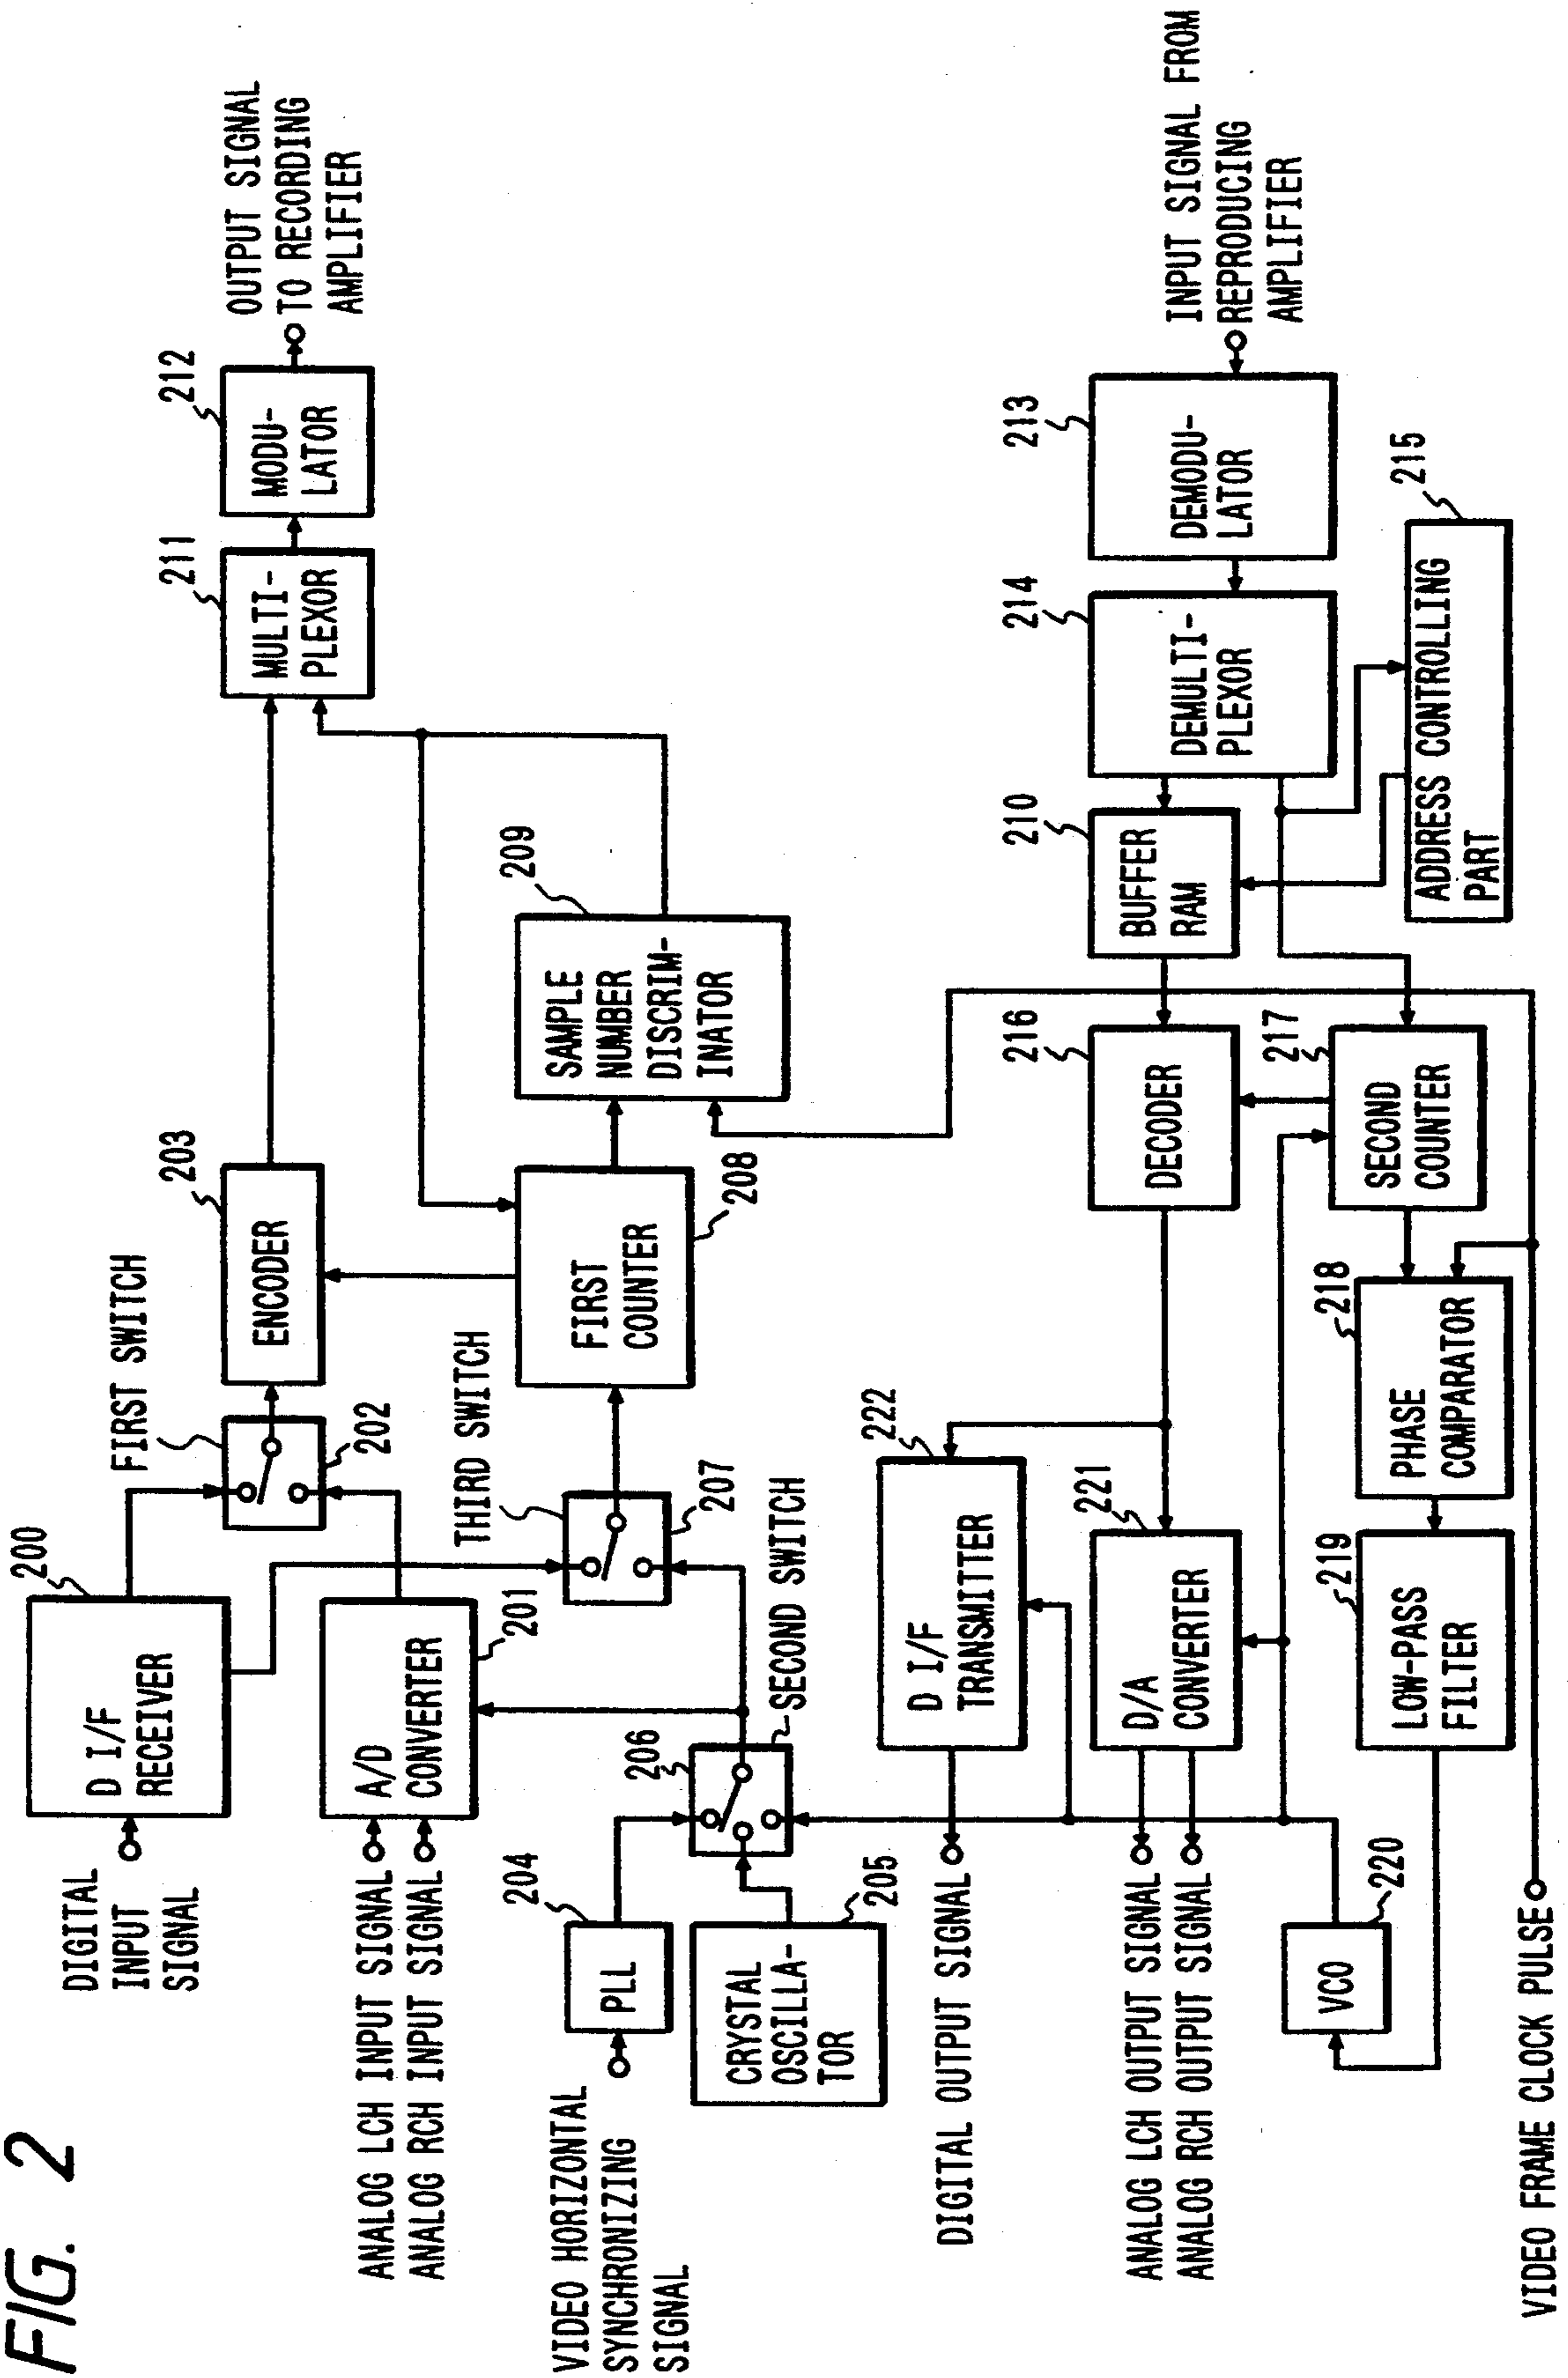 FIG. 2
DIGITAL
INPUT
SIGNAL
200
D I/F
RECEIVER
FIRST SWITCH
202
203
ENCODER
211
MULTI-
PLEXOR
212
MODU-
LATOR
OUTPUT SIGNAL
TO RECORDING
AMPLIFIER
ANALOG LCH INPUT SIGNAL
ANALOG RCH INPUT SIGNAL
A/D
CONVERTER
201
THIRD SWITCH
207
FIRST
COUNTER
208
209
SAMPLE
NUMBER
DISCRIM-
INATOR
VIDEO HORIZONTAL
SYNCHRONIZING
SIGNAL
204
PLL
CRYSTAL
OSCILLA-
TOR
205
206
SECOND SWITCH
DIGITAL OUTPUT SIGNAL
222
D I/F
TRANSMITTER
ANALOG LCH OUTPUT SIGNAL
ANALOG RCH OUTPUT SIGNAL
221
D/A
CONVERTER
216
DECODER
210
BUFFER
RAM
214
DEMULTI-
PLEXOR
213
DEMODU-
LATOR
INPUT SIGNAL FROM
REPRODUCING
AMPLIFIER
VCO
220
219
LOW-PASS
FILTER
218
PHASE
COMPARATOR
217
SECOND
COUNTER
215
ADDRESS CONTROLLING
PART
VIDEO FRAME CLOCK PULSE